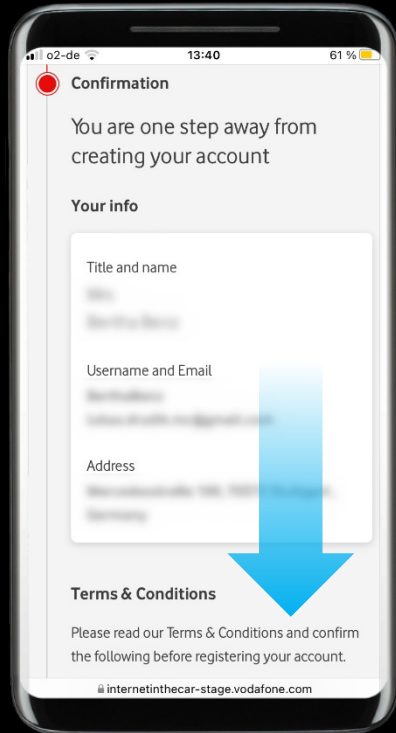 o2-de 13:40 61 %
Confirmation
You are one step away from
creating your account
Your info
Title and name
Username and Email
Address
Terms & Conditions
Please read our Terms & Conditions and confirm
the following before registering your account.
internetinthecar-stage.vodafone.com